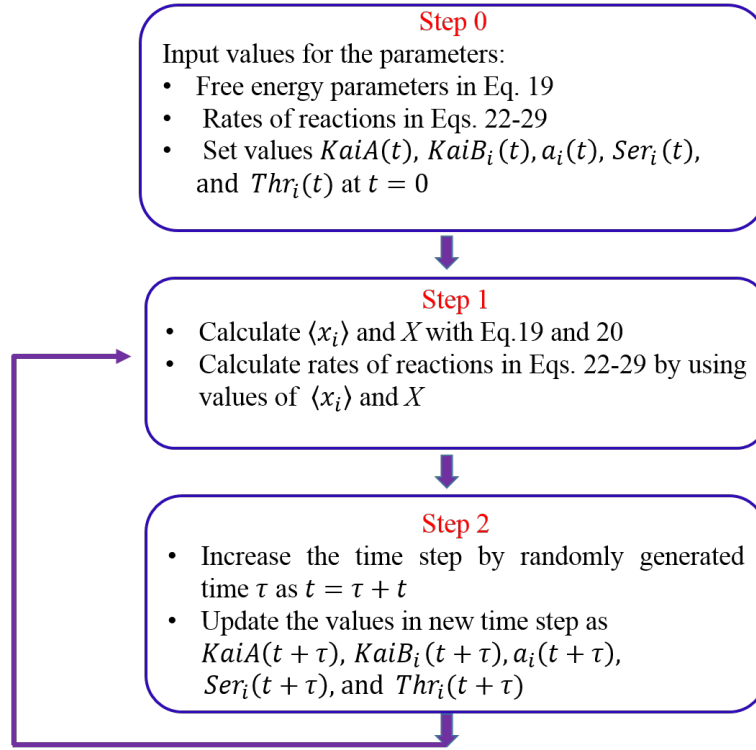 Step 0
Input values for the parameters:
• Free energy parameters in Eq. 19
• Rates of reactions in Eqs. 22-29
• Set values KaiA(t), KaiB_i(t), a_i(t), Ser_i(t),
and Thr_i(t) at t = 0
Step 1
• Calculate ⟨x_i⟩ and X with Eq.19 and 20
• Calculate rates of reactions in Eqs. 22-29 by using
values of ⟨x_i⟩ and X
Step 2
• Increase the time step by randomly generated
time τ as t = τ + t
• Update the values in new time step as
KaiA(t + τ), KaiB_i(t + τ), a_i(t + τ),
Ser_i(t + τ), and Thr_i(t + τ)